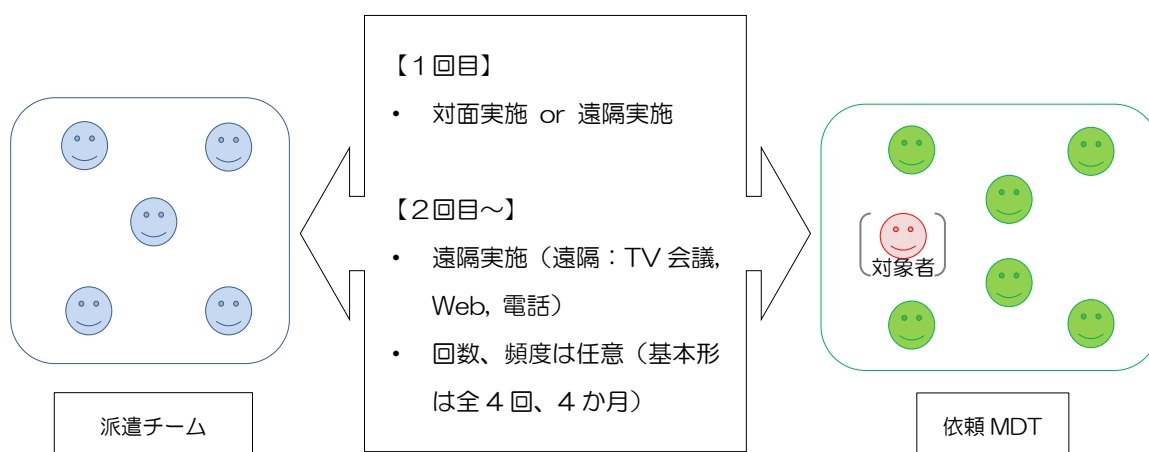 【1回目】
• 対面実施 or 遠隔実施
【2回目～】
• 遠隔実施（遠隔：TV 会議,
Web, 電話）
• 回数、頻度は任意（基本形
は全4回、4か月）
派遣チーム
対象者
依頼 MDT